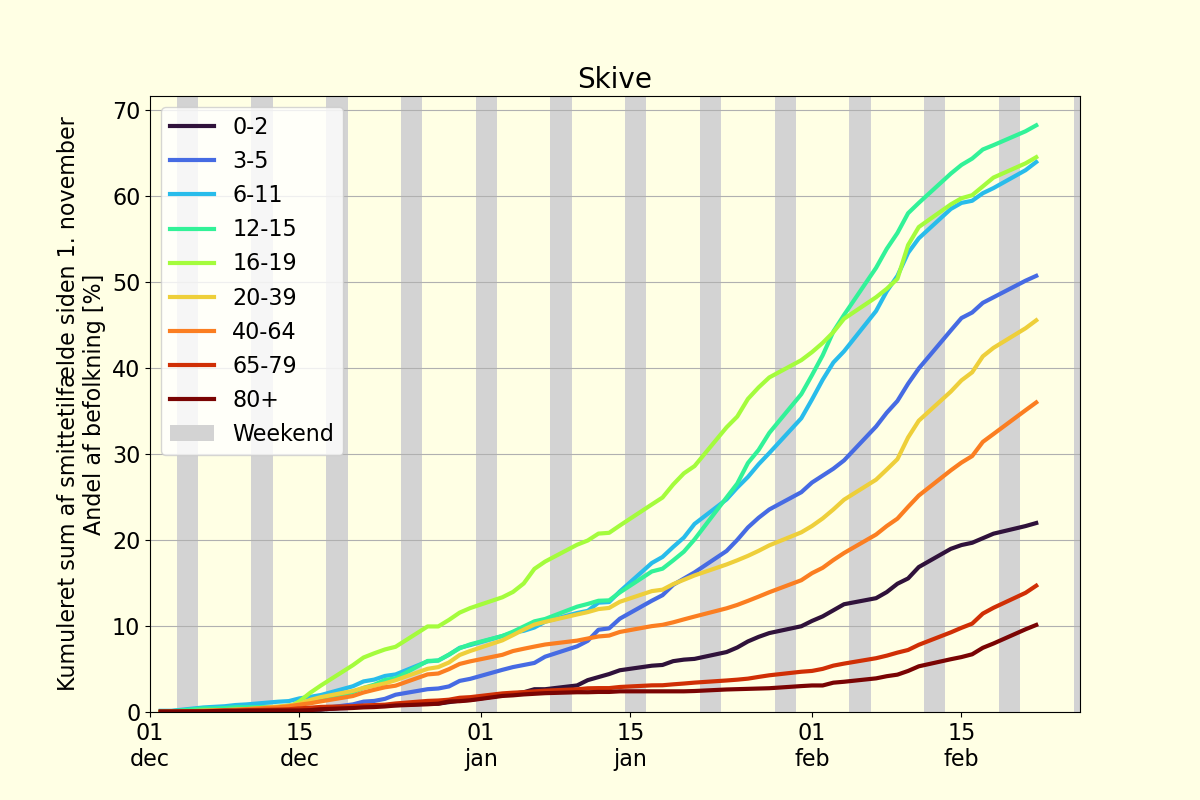 Skive
Kumuleret sum af smittetilfælde siden 1. november
Andel af befolkning [%]
70
60
50
40
30
20
10
0
0-2
3-5
6-11
12-15
16-19
20-39
40-64
65-79
80+
Weekend
01 15 01 15 01 15
dec dec jan jan feb feb